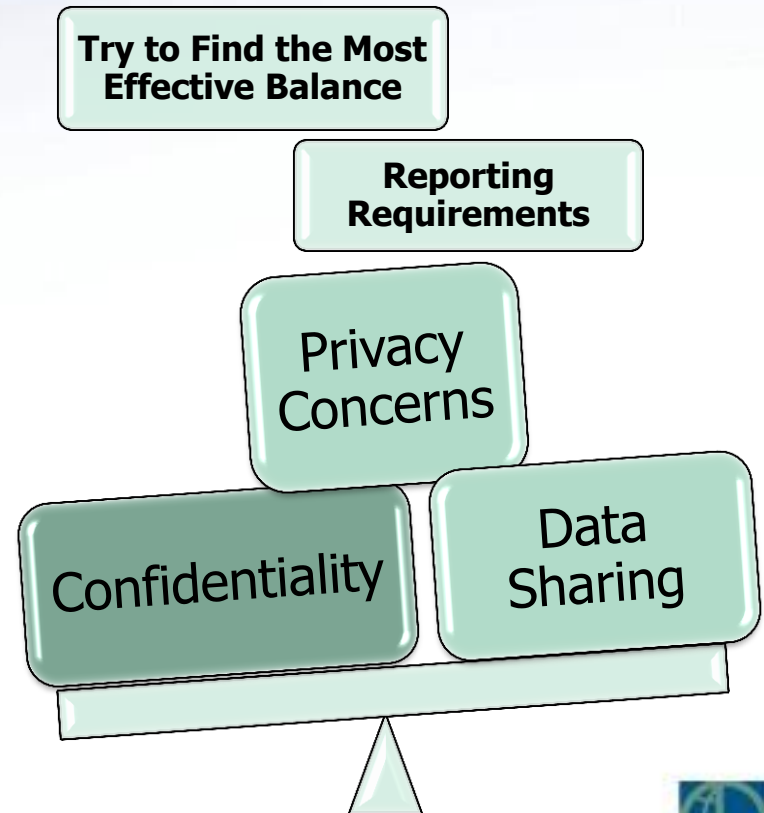 Try to Find the Most
Effective Balance
Reporting
Requirements
Privacy
Concerns
Confidentiality
Data
Sharing